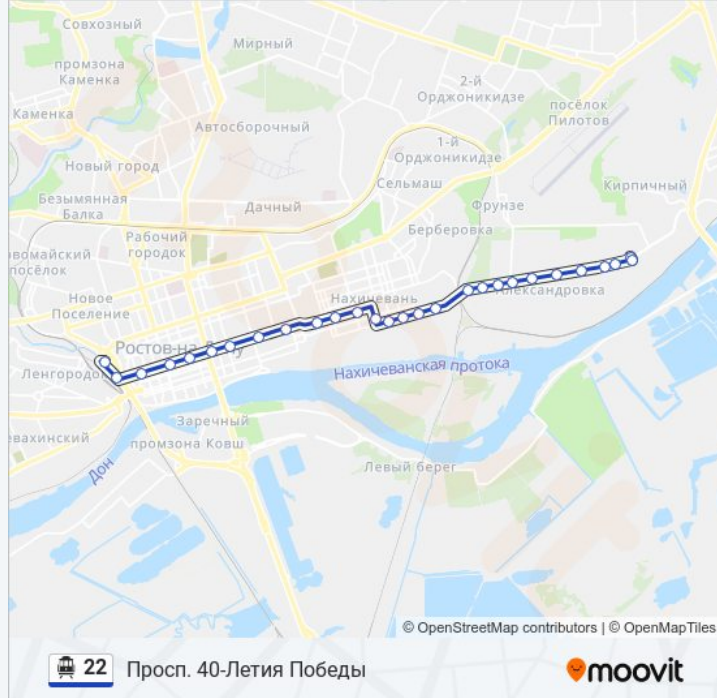 Совхозный
Мирный
промзона
Каменка
2-й
Орджоникидзе
посёлок
Пилотов
Каменка
Автосборочный
1-й
Орджоникидзе
Новый город
Сельмаш
Кирпичный
Безымянная
Балка
Дачный
Фрунзе
Рабочий
городок
Берберовка
рвомайский
посёлок
Новое
Поселение
Нахичевань
Александровка
Ростов-на-Дону
Ленгородок
Нахичеванская протока
евахинский
Заречный
промзона Ковш
Левый берег
Дон
© OpenStreetMap contributors | © OpenMapTiles
22 Просп. 40-Летия Победы
moovit